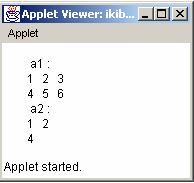 Applet Viewer: ikib...
Applet
a1 :
1 2 3
4 5 6
a2 :
1 2
4
Applet started.